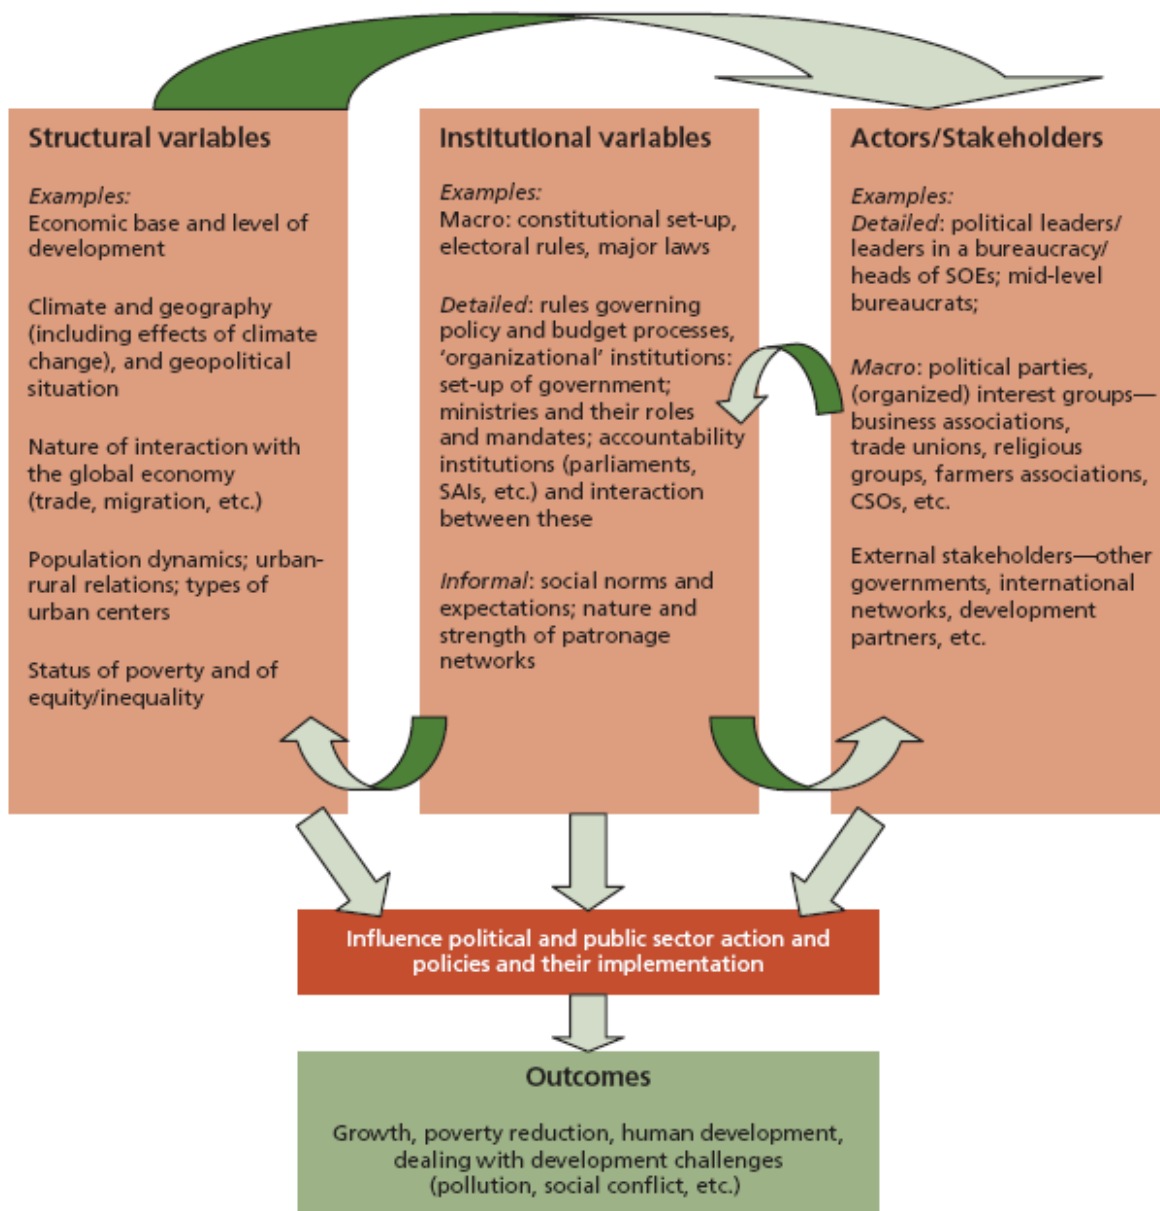 Structural variables
Examples:
Economic base and level of
development
Climate and geography
(including effects of climate
change), and geopolitical
situation
Nature of interaction with
the global economy
(trade, migration, etc.)
Population dynamics; urban-
rural relations; types of
urban centers
Status of poverty and of
equity/inequality
Institutional variables
Examples:
Macro: constitutional set-up,
electoral rules, major laws
Detailed: rules governing
policy and budget processes,
‘organizational’ institutions:
set-up of government;
ministries and their roles
and mandates; accountability
institutions (parliaments,
SAIs, etc.) and interaction
between these
Informal: social norms and
expectations; nature and
strength of patronage
networks
Actors/Stakeholders
Examples:
Detailed: political leaders/
leaders in a bureaucracy/
heads of SOEs; mid-level
bureaucrats;
Macro: political parties,
(organized) interest groups—
business associations,
trade unions, religious
groups, farmers associations,
CSOs, etc.
External stakeholders—other
governments, international
networks, development
partners, etc.
Influence political and public sector action and
policies and their implementation
Outcomes
Growth, poverty reduction, human development,
dealing with development challenges
(pollution, social conflict, etc.)